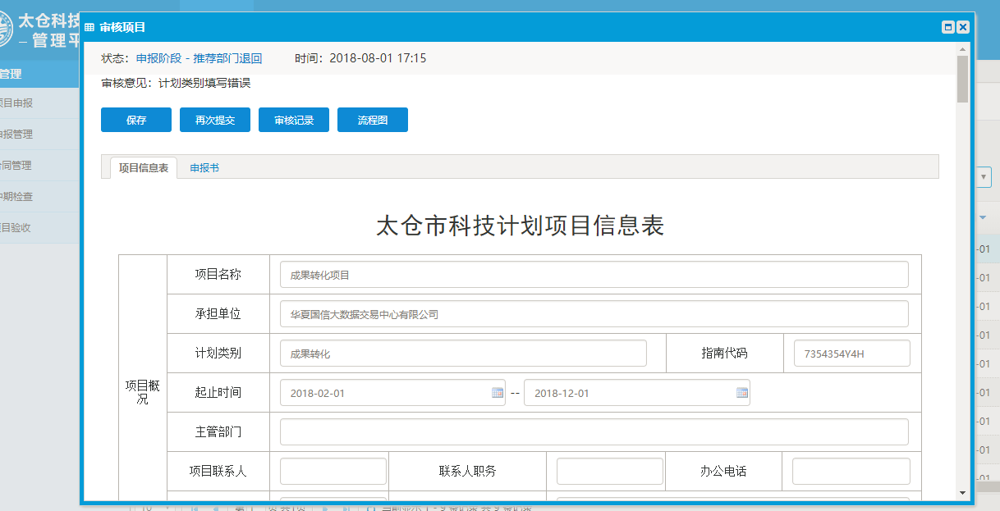 太仓科技
管理平
审核项目
管理
项目申报
申报管理
合同管理
中期检查
项目验收
状态：申报阶段 - 推荐部门退回 时间：2018-08-01 17:15
审核意见：计划类别填写错误
保存 再次提交 审核记录 流程图
项目信息表 申报书
太仓市科技计划项目信息表
项目概况
项目名称 成果转化项目
承担单位 华夏国信大数据交易中心有限公司
计划类别 成果转化 指南代码 7354354Y4H
起止时间 2018-02-01 -- 2018-12-01
主管部门
项目联系人 联系人职务 办公电话
-01
-01
-01
-01
-01
-01
-01
-01
-01